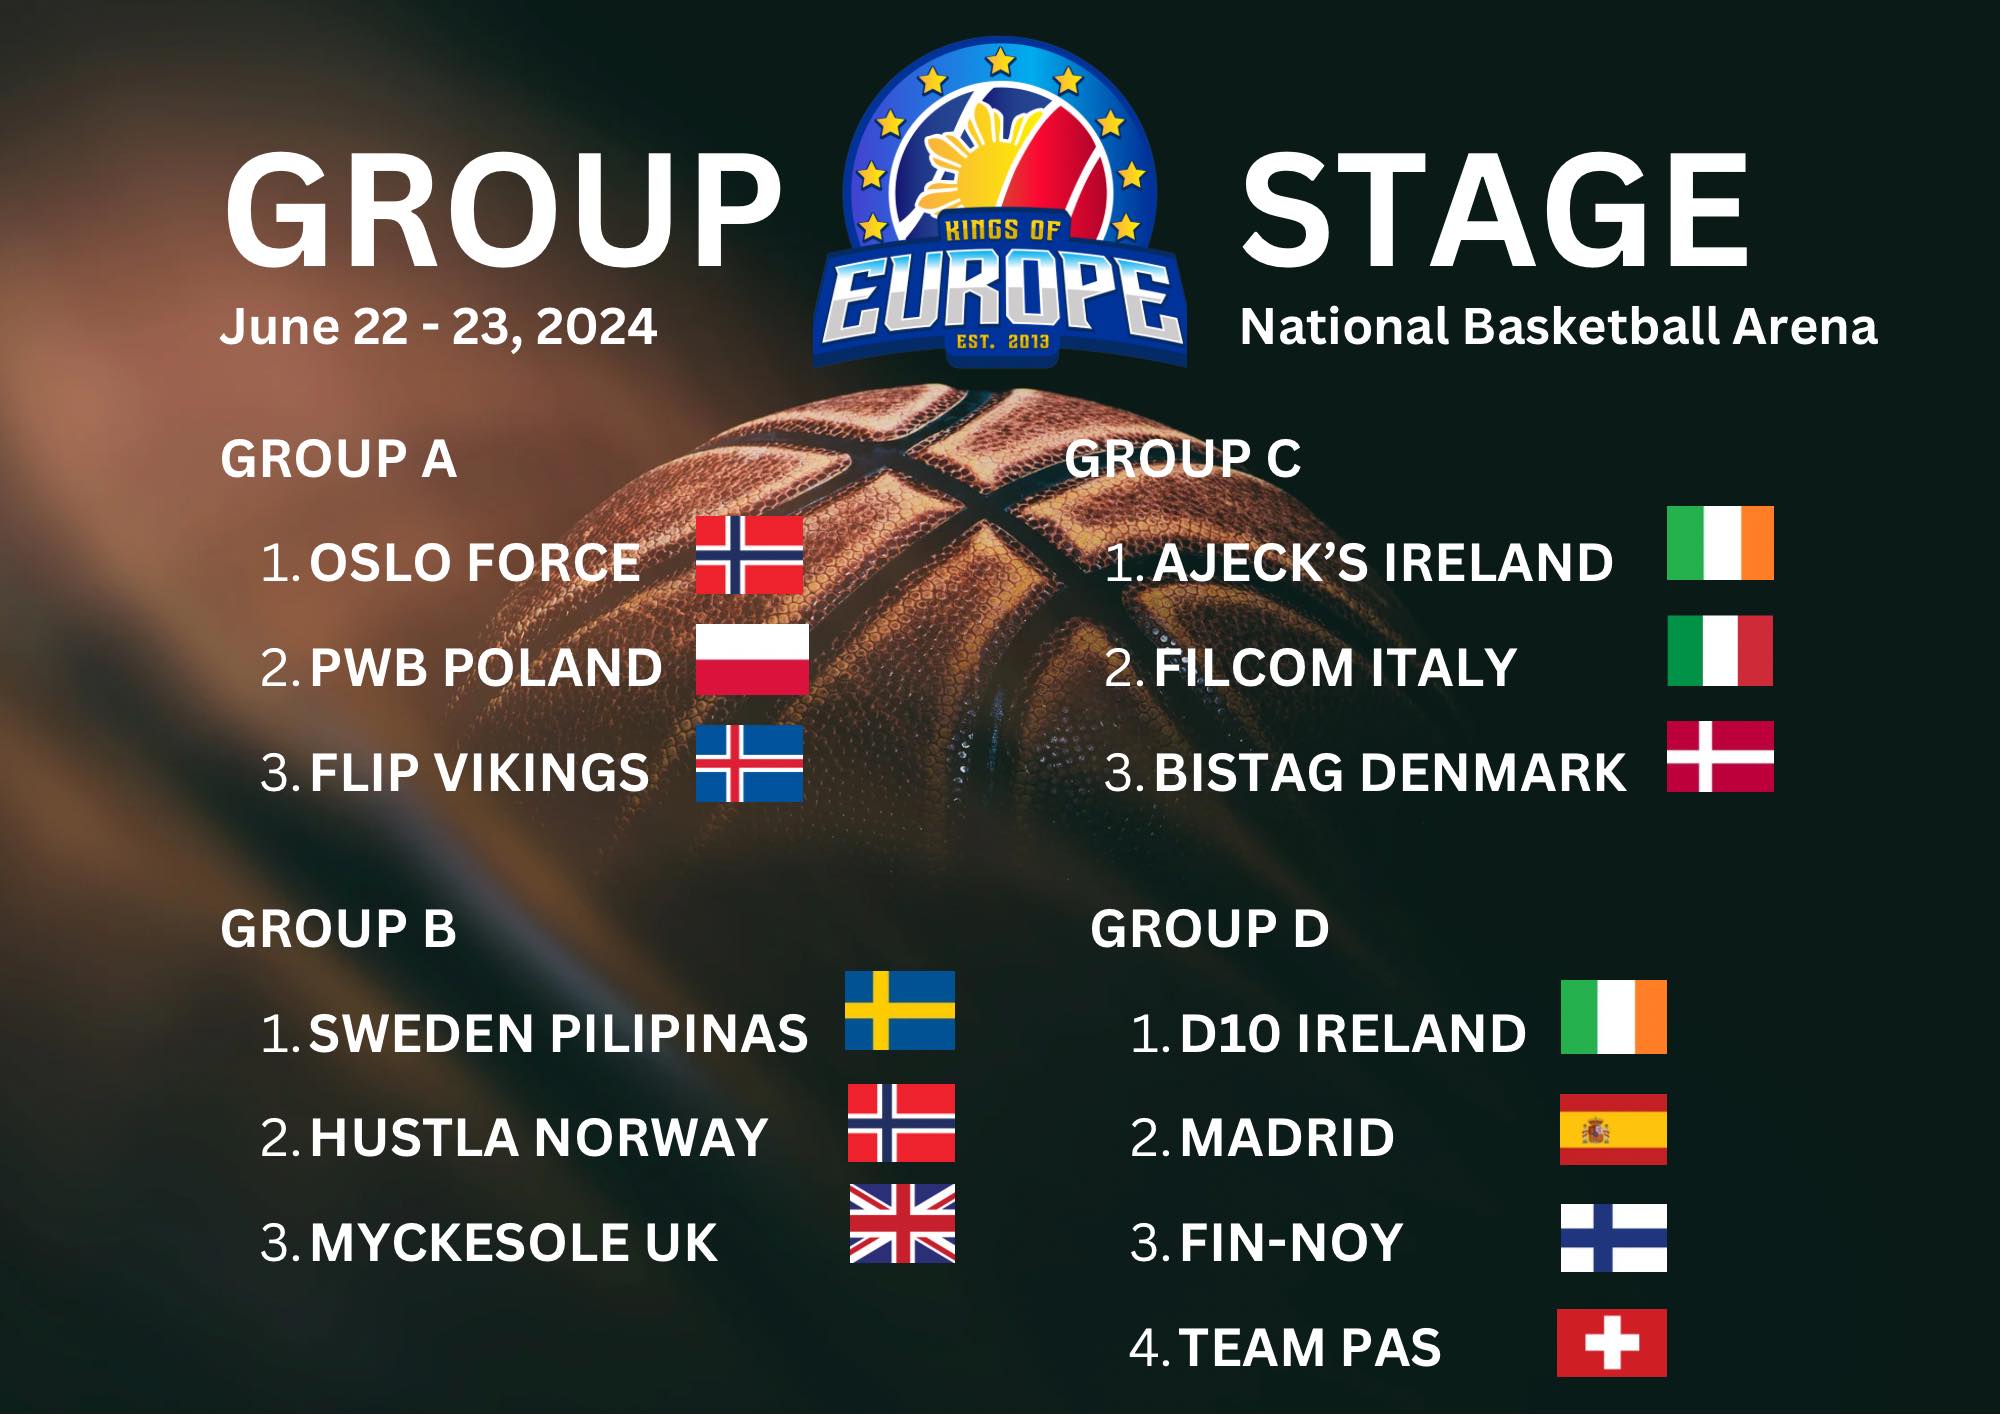 GROUP STAGE
KINGS OF
EUROPE
EST. 2013
June 22 - 23, 2024
National Basketball Arena
GROUP A
1. OSLO FORCE
2. PWB POLAND
3. FLIP VIKINGS
GROUP B
1. SWEDEN PILIPINAS
2. HUSTLA NORWAY
3. MYCKESOLE UK
GROUP C
1. AJECK’S IRELAND
2. FILCOM ITALY
3. BISTAG DENMARK
GROUP D
1. D10 IRELAND
2. MADRID
3. FIN-NOY
4. TEAM PAS